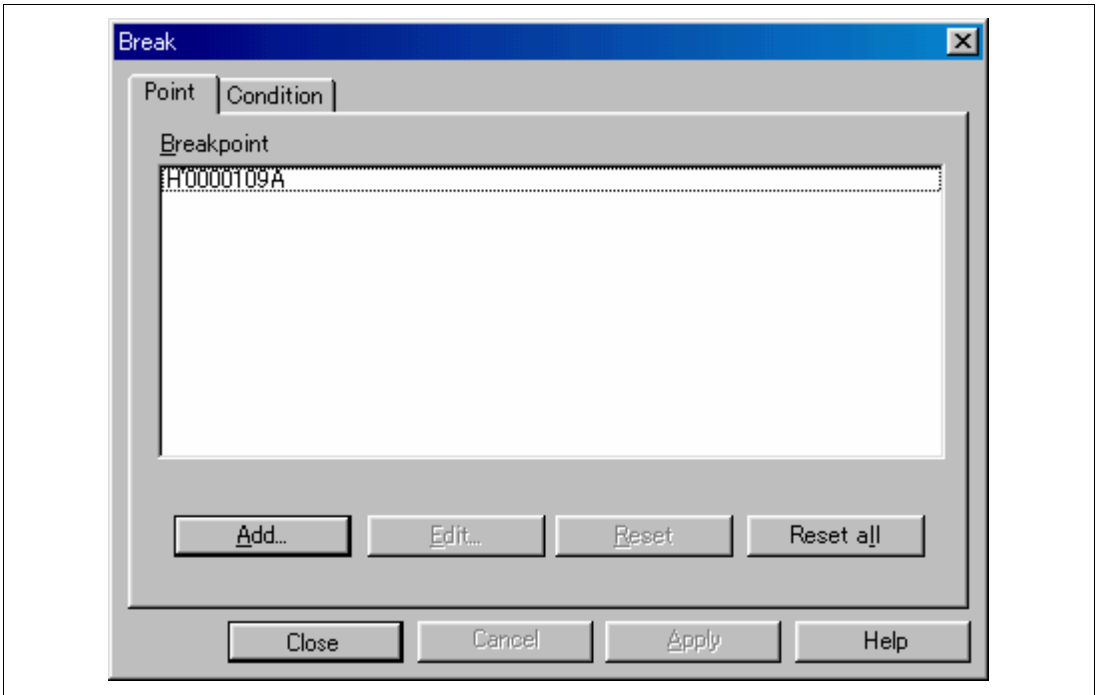 Break
Point Condition
Breakpoint
H'0000109A
Add... Edit... Reset Reset all
Close Cancel Apply Help